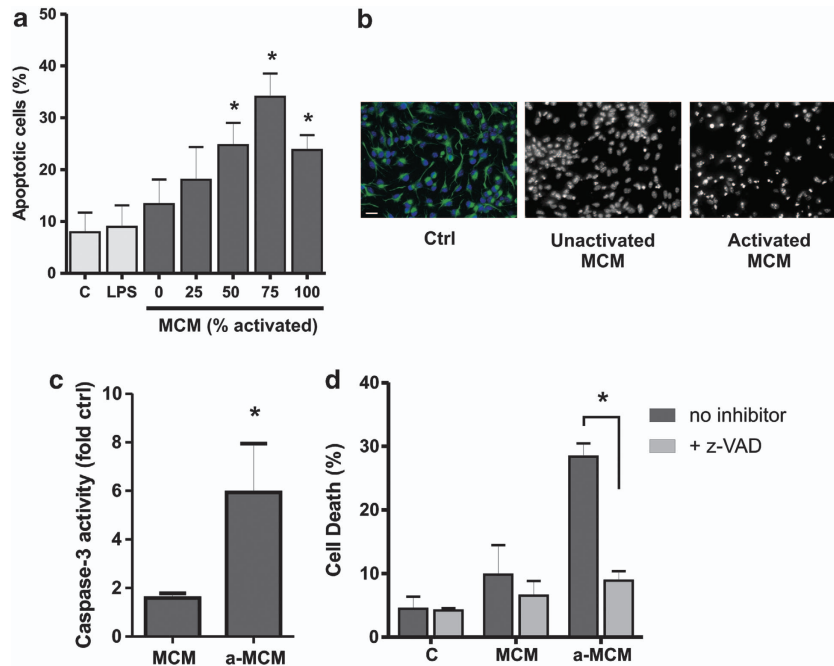 a
50
40
30
20
10
0
Apoptotic cells (%)
*
*
*
C LPS 0 25 50 75 100
MCM (% activated)
b
Ctrl
Unactivated
MCM
Activated
MCM
c
10
8
6
4
2
0
Caspase-3 activity (fold ctrl)
*
MCM a-MCM
d
40
30
20
10
0
Cell Death (%)
*
no inhibitor
+ z-VAD
C MCM a-MCM